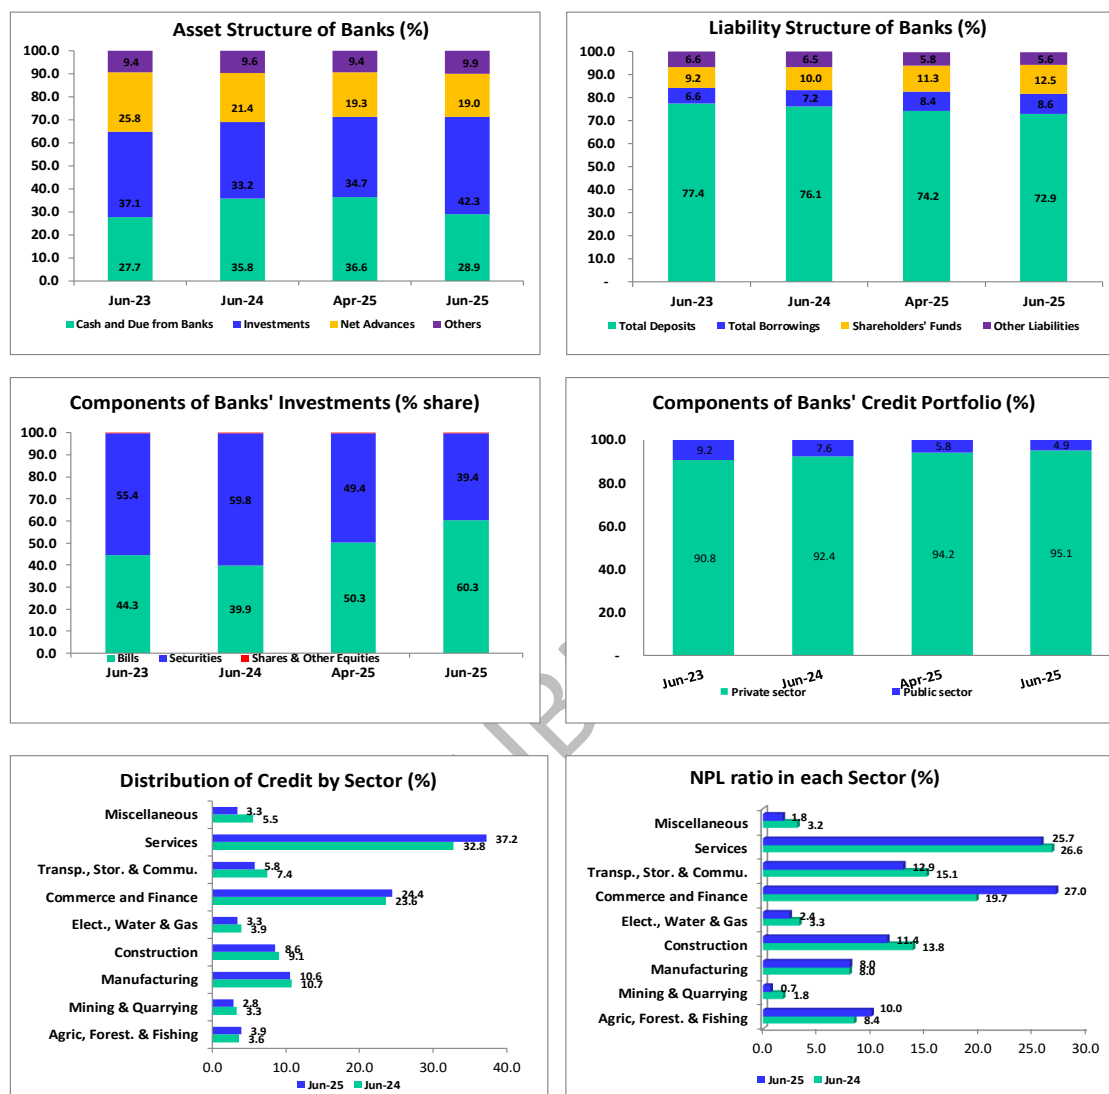 Asset Structure of Banks (%)
100.0
90.0
80.0
70.0
60.0
50.0
40.0
30.0
20.0
10.0
0.0
9.4 9.6 9.4 9.9
25.8 21.4 19.3 19.0
37.1 33.2 34.7 42.3
27.7 35.8 36.6 28.9
Jun-23 Jun-24 Apr-25 Jun-25
Cash and Due from Banks Investments Net Advances Others
Liability Structure of Banks (%)
100.0
90.0
80.0
70.0
60.0
50.0
40.0
30.0
20.0
10.0
-
6.6 6.5 5.8 5.6
9.2 10.0 11.3 12.5
6.6 7.2 8.4 8.6
77.4 76.1 74.2 72.9
Jun-23 Jun-24 Apr-25 Jun-25
Total Deposits Total Borrowings Shareholders' Funds Other Liabilities
Components of Banks' Investments (% share)
100.0
90.0
80.0
70.0
60.0
50.0
40.0
30.0
20.0
10.0
0.0
55.4 59.8 49.4 39.4
44.3 39.9 50.3 60.3
Bills Securities Shares & Other Equities
Jun-23 Jun-24 Apr-25 Jun-25
Components of Banks' Credit Portfolio (%)
100.0
80.0
60.0
40.0
20.0
-
9.2 7.6 5.8 4.9
90.8 92.4 94.2 95.1
Jun-23 Jun-24 Apr-25 Jun-25
Private sector Public sector
Distribution of Credit by Sector (%)
Miscellaneous 3.3 5.5
Services 37.2 32.8
Transp., Stor. & Commu. 5.8 7.4
Commerce and Finance 24.4 23.6
Elect., Water & Gas 3.3 3.9
Construction 8.6 9.1
Manufacturing 10.6 10.7
Mining & Quarrying 2.8 3.3
Agric, Forest. & Fishing 3.9 3.6
0.0 10.0 20.0 30.0 40.0
Jun-25 Jun-24
NPL ratio in each Sector (%)
Miscellaneous 1.8 3.2
Services 25.7 26.6
Transp., Stor. & Commu. 12.9 15.1
Commerce and Finance 27.0 19.7
Elect., Water & Gas 2.4 3.3
Construction 11.4 13.8
Manufacturing 8.0 8.0
Mining & Quarrying 0.7 1.8
Agric, Forest. & Fishing 10.0 8.4
0.0 5.0 10.0 15.0 20.0 25.0 30.0
Jun-25 Jun-24